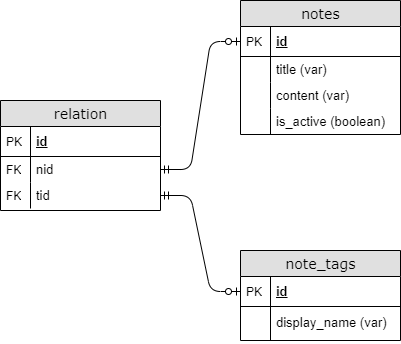 notes
PK id
title (var)
content (var)
is_active (boolean)
relation
PK id
FK nid
FK tid
note_tags
PK id
display_name (var)